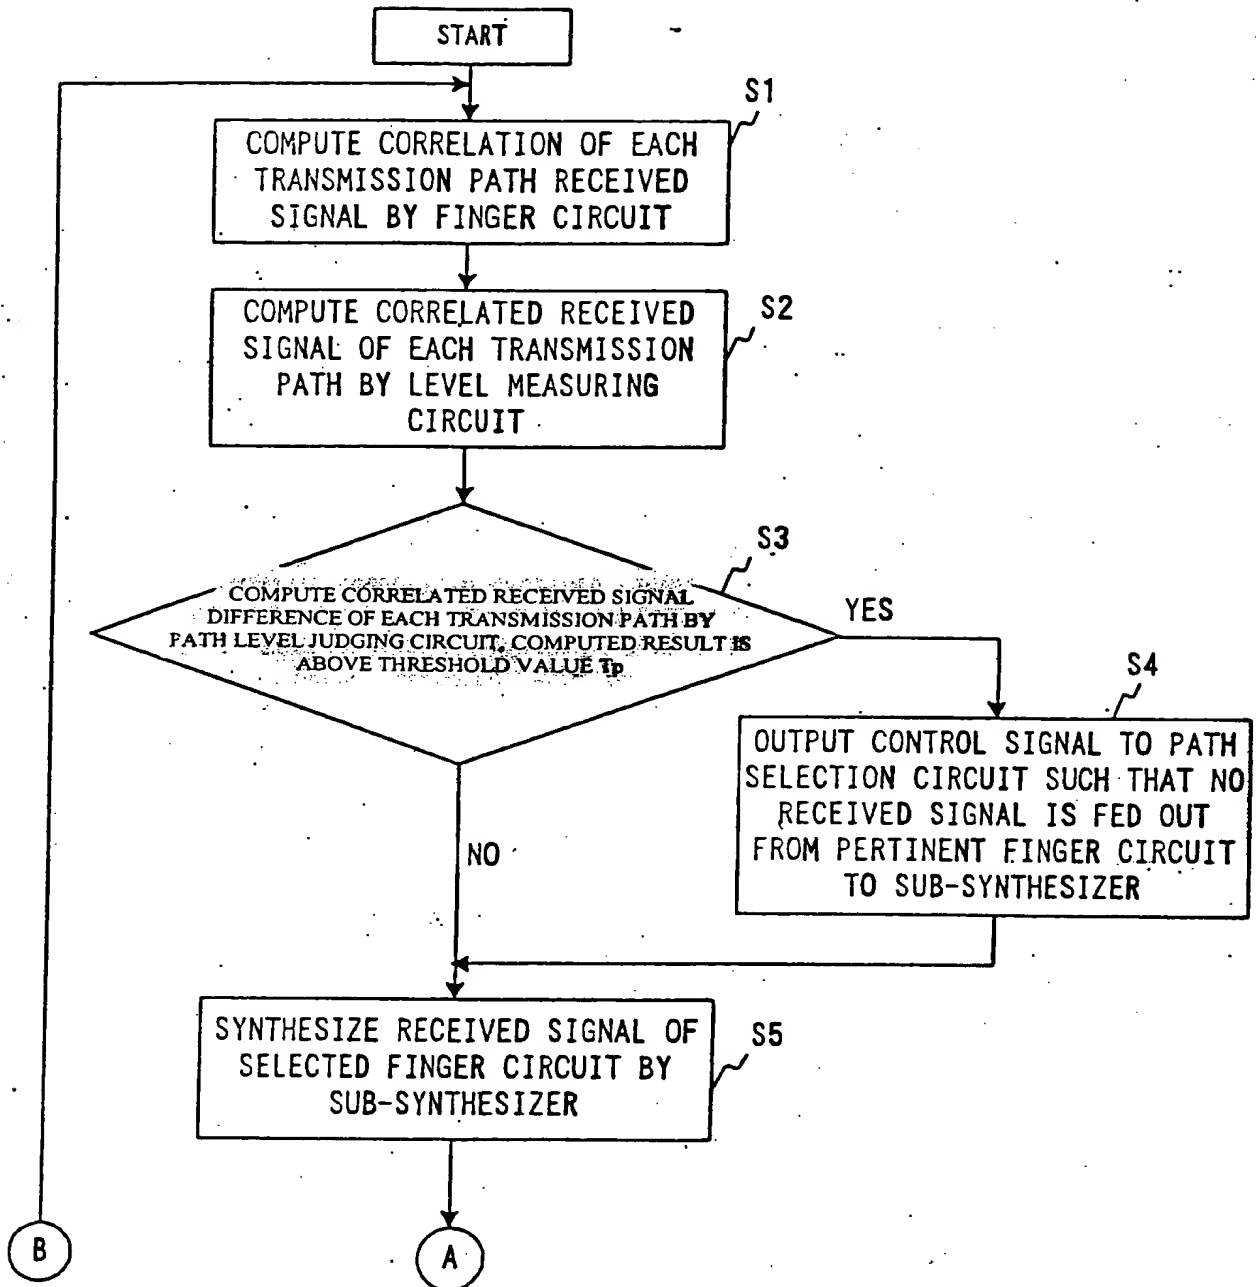 START
S1
COMPUTE CORRELATION OF EACH
TRANSMISSION PATH RECEIVED
SIGNAL BY FINGER CIRCUIT
S2
COMPUTE CORRELATED RECEIVED
SIGNAL OF EACH TRANSMISSION
PATH BY LEVEL MEASURING
CIRCUIT
S3
COMPUTE CORRELATED RECEIVED SIGNAL
DIFFERENCE OF EACH TRANSMISSION PATH BY
PATH LEVEL JUDGING CIRCUIT. COMPUTED RESULT IS
ABOVE THRESHOLD VALUE Tp
YES
S4
OUTPUT CONTROL SIGNAL TO PATH
SELECTION CIRCUIT SUCH THAT NO
RECEIVED SIGNAL IS FED OUT
FROM PERTINENT FINGER CIRCUIT
TO SUB-SYNTHESIZER
NO
S5
SYNTHESIZE RECEIVED SIGNAL OF
SELECTED FINGER CIRCUIT BY
SUB-SYNTHESIZER
B
A